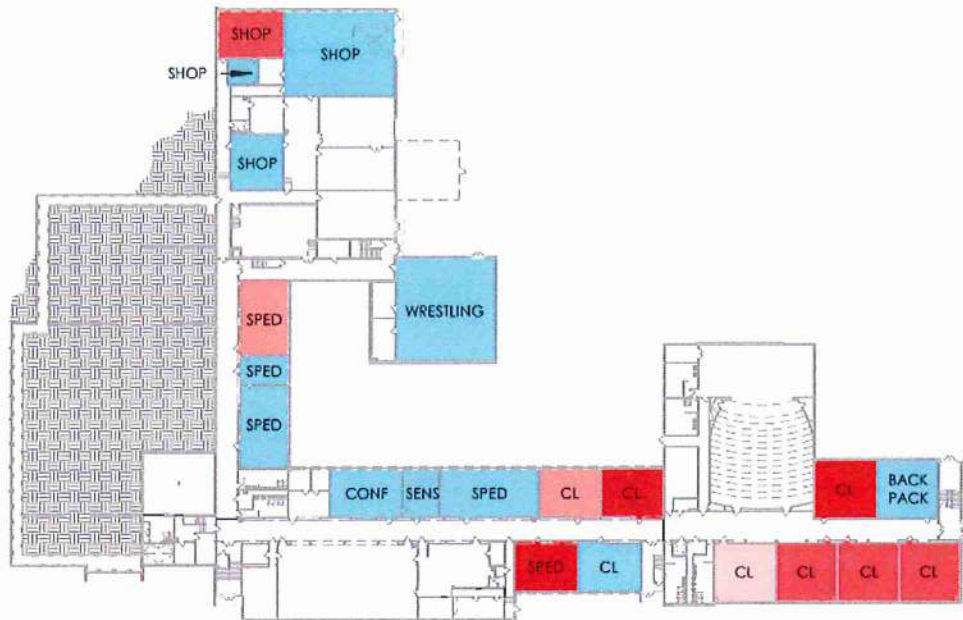 SHOP
SHOP
SHOP
SHOP
WRESTLING
SPED
SPED
SPED
CONF
SENS
SPED
CL
CL
CL
BACK
PACK
SPED
CL
CL
CL
CL
CL